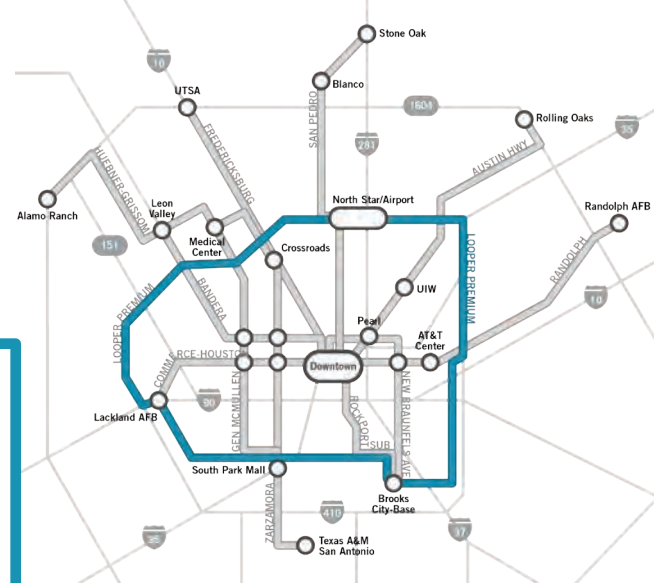 Stone Oak
10
Blanco
UTSA
1604
SAN PEDRO
Rolling Oaks
35
FREDERICKSBURG
281
AUSTIN HWY
HUEBNER-GRISSOM
Alamo Ranch
Leon
Valley
North Star/Airport
Randolph AFB
151
Medical
Center
Crossroads
LOOPER PREMIUM
RANDOLPH
BANDERA
UIW
10
LOOPER PREMIUM
Pearl
AT&T
Center
COMMERCE-HOUSTON
Downtown
Lackland AFB
90
GEN MCMULLEN
ROCKPORT
SUB
NEW BRAUNFELS AVE
South Park Mall
Brooks
City-Base
ZARZAMORA
410
37
35
Texas A&M
San Antonio